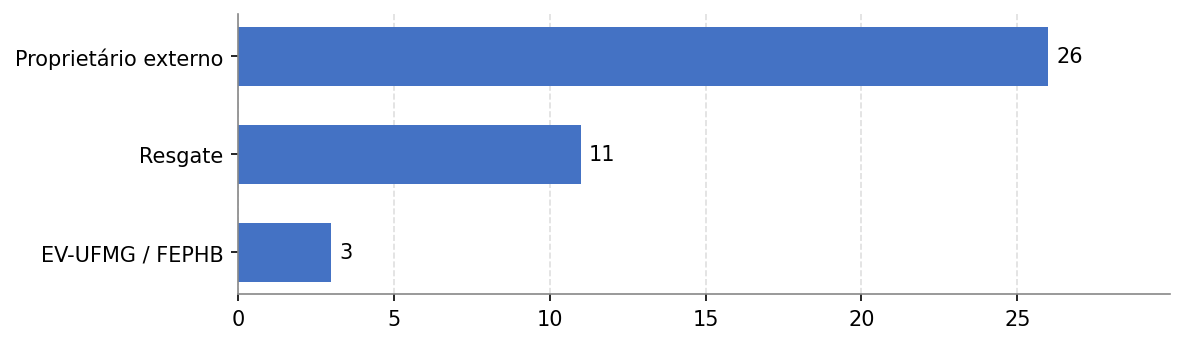 Proprietário externo 26
Resgate 11
EV-UFMG / FEPHB 3
0 5 10 15 20 25